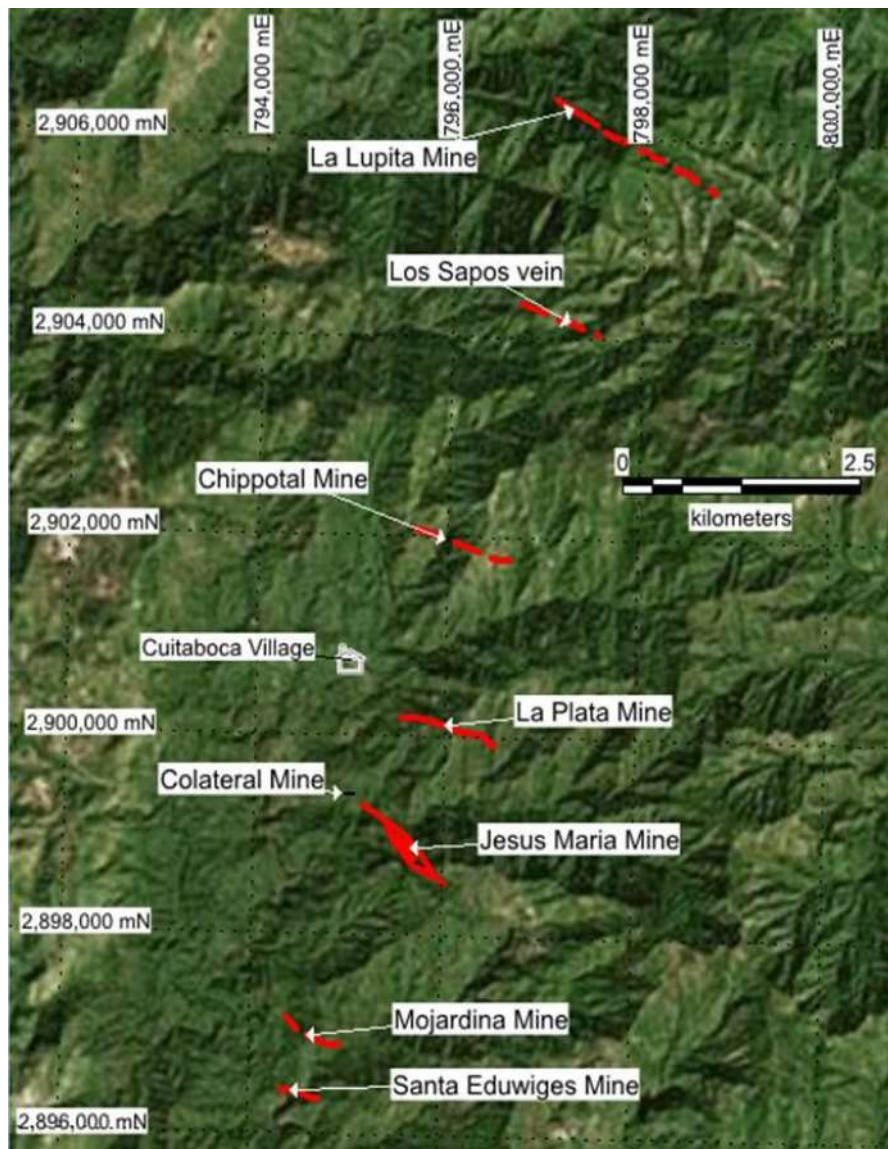 794,000 mE
796,000 mE
798,000 mE
800,000 mE
2,906,000 mN
La Lupita Mine
Los Sapos vein
2,904,000 mN
0 2.5
Chippotal Mine
kilometers
2,902,000 mN
Cuitaboca Village
La Plata Mine
2,900,000 mN
Colateral Mine
Jesus Maria Mine
2,898,000 mN
Mojardina Mine
Santa Eduwiges Mine
2,896,000 mN